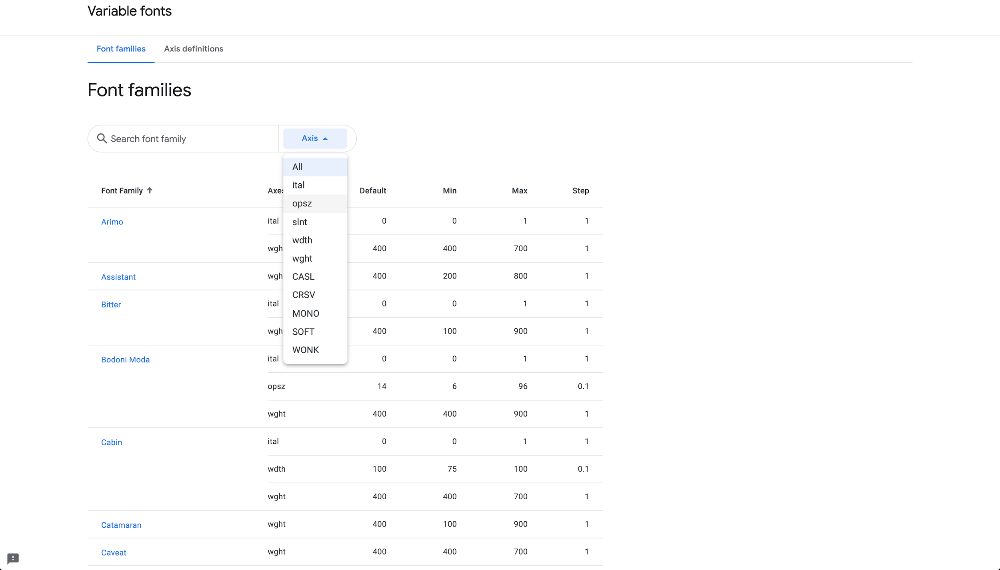 Variable fonts
Font families Axis definitions
Font families
Search font family Axis
All
ital
opsz
slnt
wdth
wght
CASL
CRSV
MONO
SOFT
WONK
Font Family Axes Default Min Max Step
Arimo ital 0 0 1 1
400 400 700 1
Assistant 400 200 800 1
Bitter ital 0 0 1 1
400 100 900 1
Bodoni Moda ital 0 0 1 1
opsz 14 6 96 0.1
wght 400 400 900 1
Cabin ital 0 0 1 1
wdth 100 75 100 0.1
wght 400 400 700 1
Catamaran wght 400 100 900 1
Caveat wght 400 400 700 1